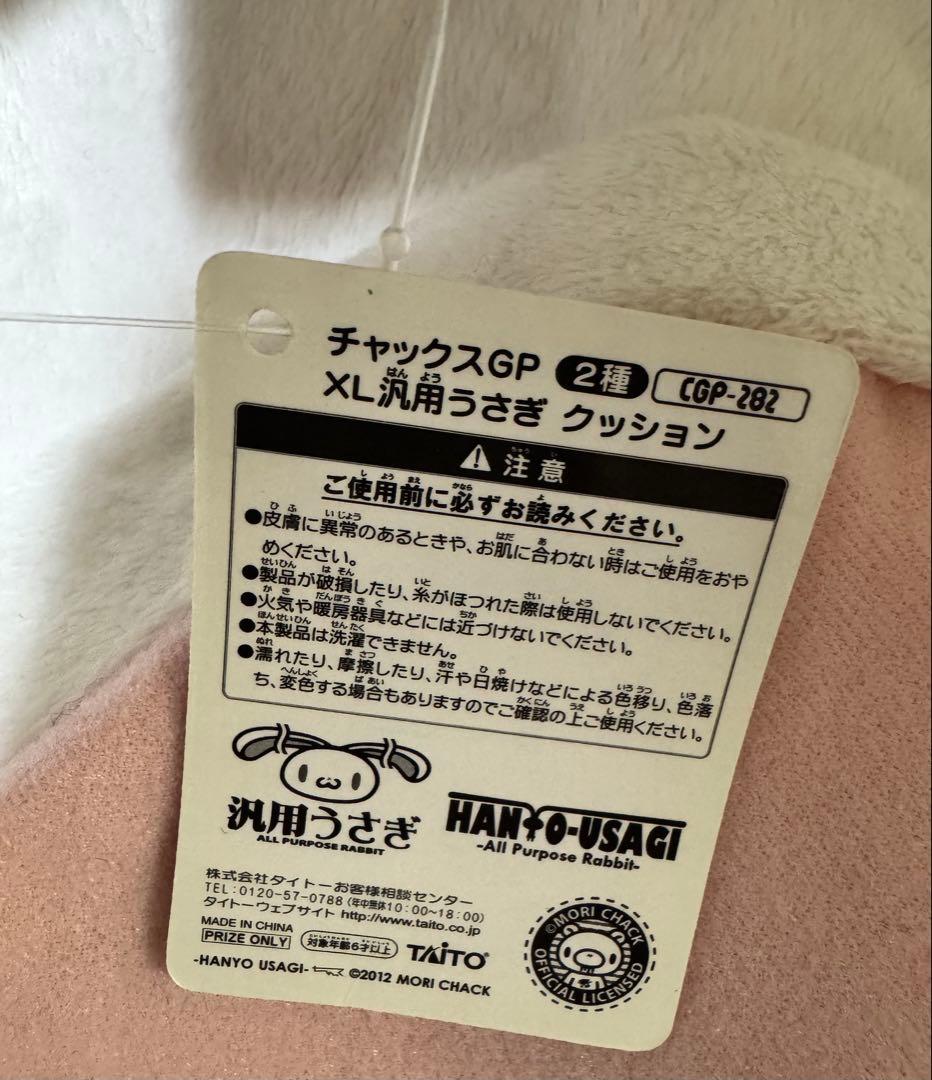 チャックスGP 2種 CGP-282
XL汎用うさぎ クッション
⚠注意
ご使用前に必ずお読みください。
●皮膚に異常のあるときや、お肌に合わない時はご使用をおや
めください。
●製品が破損したり、糸がほつれた際は使用しないでください。
●火気や暖房器具などには近づけないでください。
●本製品は洗濯できません。
●濡れたり、摩擦したり、汗や日焼けなどによる色移り、色落
ち、変色する場合もありますのでご確認の上ご使用ください。
汎用うさぎ
ALL PURPOSE RABBIT
HANYO-USAGI
-All Purpose Rabbit-
株式会社タイトーお客様相談センター
TEL:0120-57-0788(年中無休10:00~18:00)
タイトーウェブサイト http://www.taito.co.jp
MADE IN CHINA
PRIZE ONLY 対象年齢6才以上 TAITO
-HANYO USAGI- ©2012 MORI CHACK
©MORI CHACK
OFFICIAL LICENSED